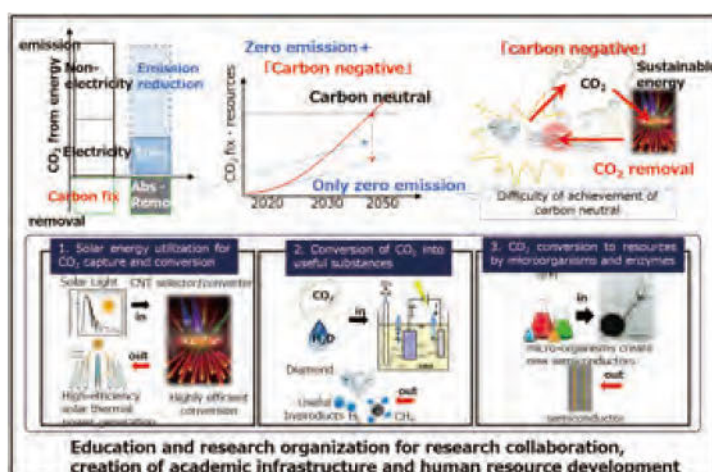 emission
Non-
electricity
Emission
reduction
Electricity
Carbon fix
Abs -
Remo
removal
CO₂ from energy
Zero emission+
「Carbon negative」
Carbon neutral
Only zero emission
CO₂ fix・resources
2020 2030 2050
「carbon negative」
Sustainable
energy
CO₂
CO₂ removal
Difficulty of achievement of
carbon neutral
1. Solar energy utilization for
CO₂ capture and conversion
Solar Light
CNT selector/converter
in
out
High-efficiency
solar thermal
power generation
Highly efficient
conversion
2. Conversion of CO₂ into
useful substances
CO₂
H₂O
in
Diamond
out
Useful
byproducts H₂
CH₄
3. CO₂ conversion to resources
by microorganisms and enzymes
in
micro-organisms create
new semiconductors
out
semiconductor
Education and research organization for research collaboration,
creation of academic infrastructure and human resource development